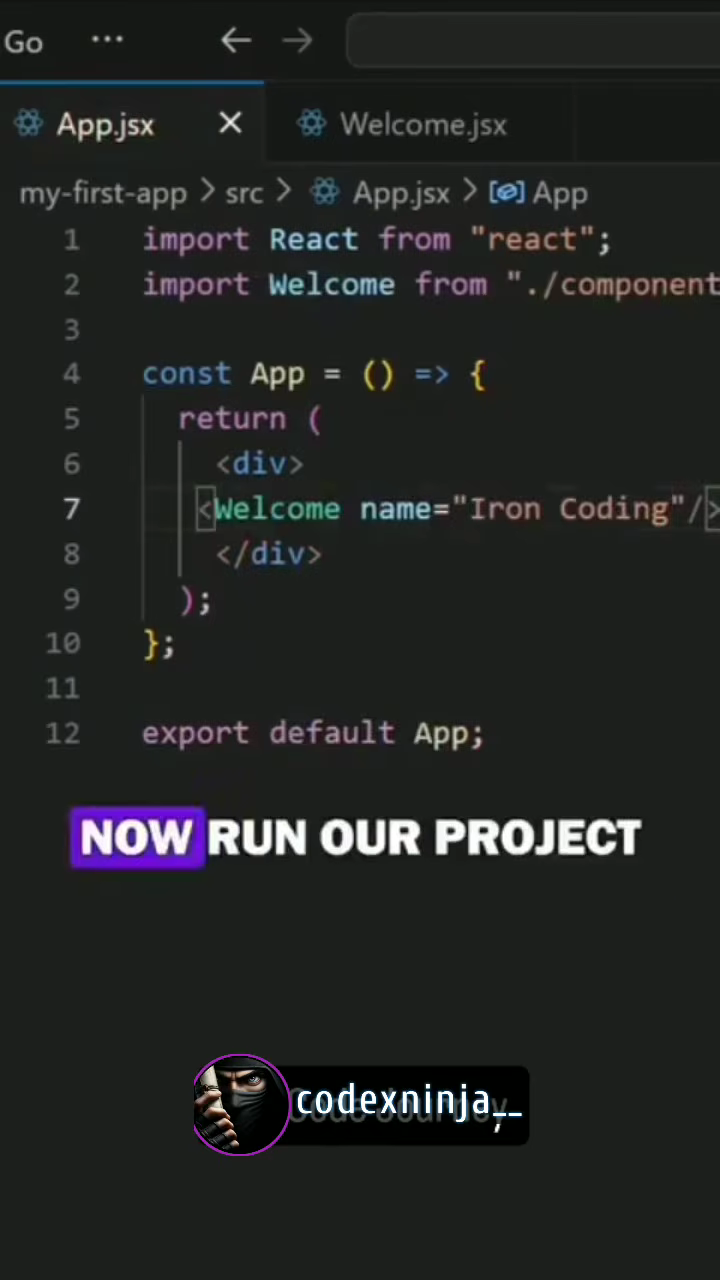 Go ...
App.jsx Welcome.jsx
my-first-app > src > App.jsx > App
1 import React from "react";
2 import Welcome from "./component
3
4 const App = () => {
5 return (
6 <div>
7 <Welcome name="Iron Coding"/>
8 </div>
9 );
10 };
11
12 export default App;
NOW RUN OUR PROJECT
codexninja__